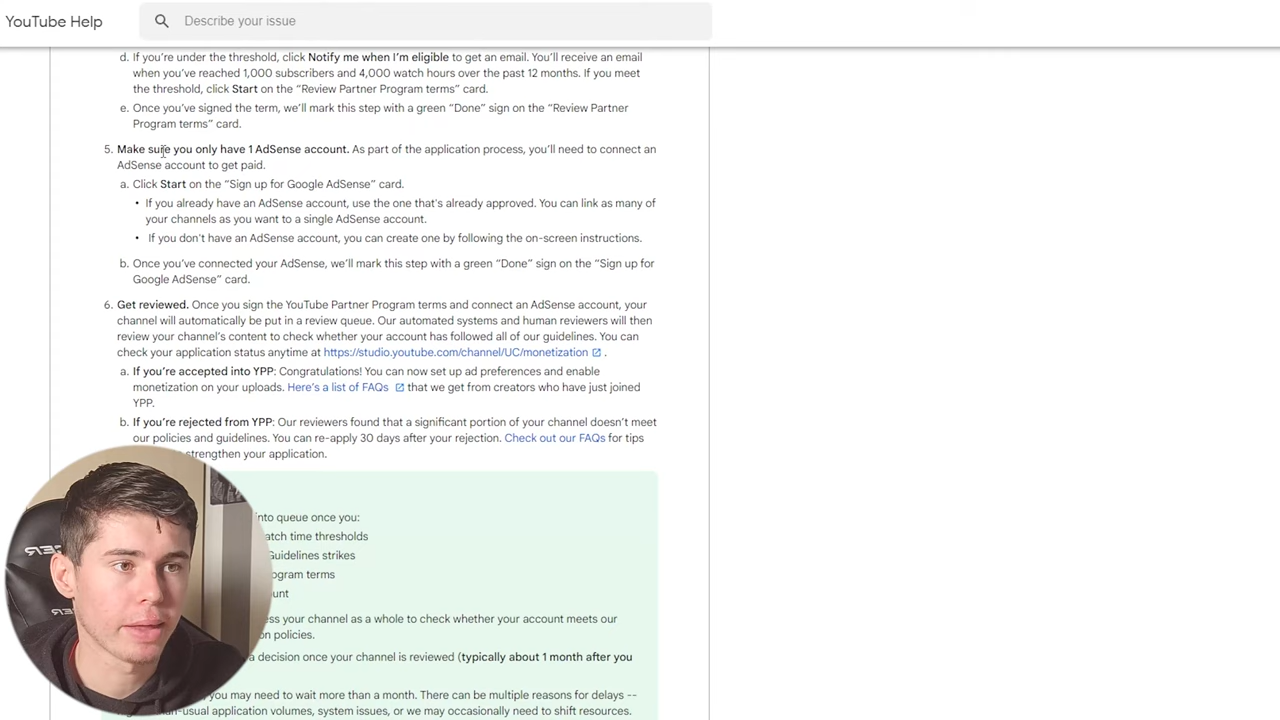 YouTube Help
Describe your issue
d. If you're under the threshold, click Notify me when I'm eligible to get an email. You'll receive an email
when you've reached 1,000 subscribers and 4,000 watch hours over the past 12 months. If you meet
the threshold, click Start on the “Review Partner Program terms” card.
e. Once you've signed the term, we'll mark this step with a green “Done” sign on the “Review Partner
Program terms” card.
5. Make sure you only have 1 AdSense account. As part of the application process, you'll need to connect an
AdSense account to get paid.
a. Click Start on the “Sign up for Google AdSense” card.
• If you already have an AdSense account, use the one that's already approved. You can link as many of
your channels as you want to a single AdSense account.
• If you don't have an AdSense account, you can create one by following the on-screen instructions.
b. Once you've connected your AdSense, we'll mark this step with a green “Done” sign on the “Sign up for
Google AdSense” card.
6. Get reviewed. Once you sign the YouTube Partner Program terms and connect an AdSense account, your
channel will automatically be put in a review queue. Our automated systems and human reviewers will then
review your channel's content to check whether your account has followed all of our guidelines. You can
check your application status anytime at https://studio.youtube.com/channel/UC/monetization .
a. If you're accepted into YPP: Congratulations! You can now set up ad preferences and enable
monetization on your uploads. Here's a list of FAQs that we get from creators who have just joined
YPP.
b. If you're rejected from YPP: Our reviewers found that a significant portion of your channel doesn't meet
our policies and guidelines. You can re-apply 30 days after your rejection. Check out our FAQs for tips
strengthen your application.
into queue once you:
time thresholds
Guidelines strikes
terms
your channel as a whole to check whether your account meets our
policies.
a decision once your channel is reviewed (typically about 1 month after you
you may need to wait more than a month. There can be multiple reasons for delays --
application volumes, system issues, or we may occasionally need to shift resources.